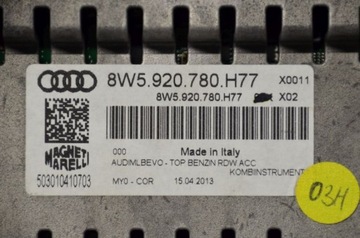 8W5.920.780.H77 X0011
8W5.920.780.H77 X02
000 Made in Italy
AUDIMLBEVO - TOP BENZIN RDW ACC
KOMBIINSTRUMENT
MAGNETI
MARELLI
503010410703 MY0 - COR 15.04 2013
034